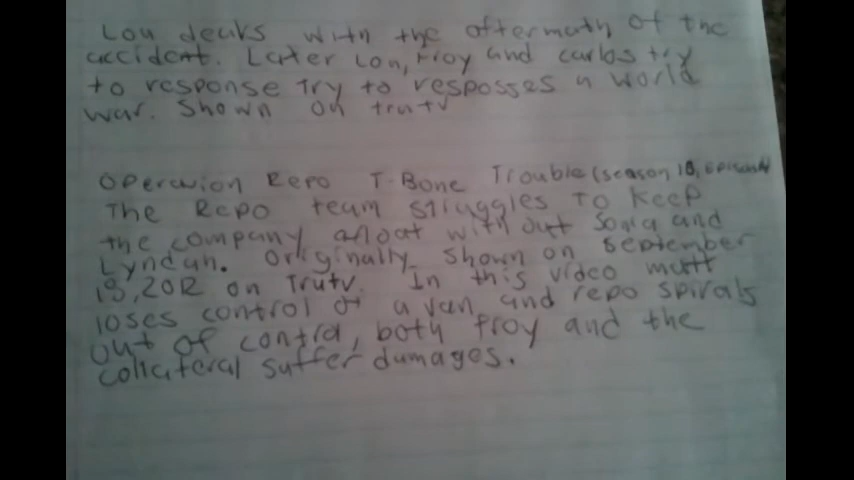 Lou deals with the aftermath of the
accident. Later Lou, Froy and carlos try
to response Try to resposses a world
war. Shown on trutv
Operation Repo T-Bone Trouble (season 10,
The Repo team struggles to keep
the company afloat with out Sonia and
Lyndah. Originally shown on september
19, 2012 on Trutv. In this video matt
loses control of a van and repo spirals
out of control, both froy and the
collateral suffer damages.